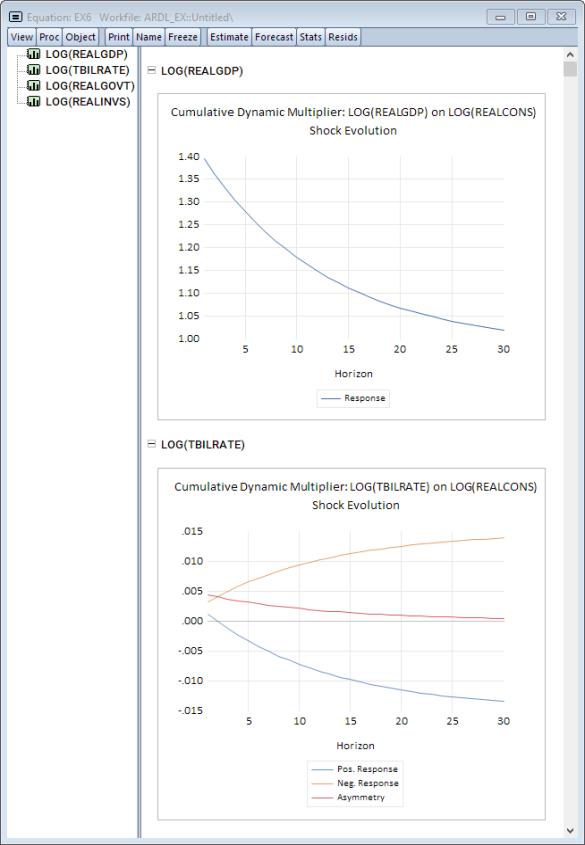 Equation: EX6 Workfile: ARDL_EX::Untitled\
View Proc Object Print Name Freeze Estimate Forecast Stats Resids
LOG(REALGDP)
LOG(TBILRATE)
LOG(REALGOVT)
LOG(REALINVS)
LOG(REALGDP)
Cumulative Dynamic Multiplier: LOG(REALGDP) on LOG(REALCONS)
Shock Evolution
1.40
1.35
1.30
1.25
1.20
1.15
1.10
1.05
1.00
5 10 15 20 25 30
Horizon
Response
LOG(TBILRATE)
Cumulative Dynamic Multiplier: LOG(TBILRATE) on LOG(REALCONS)
Shock Evolution
.015
.010
.005
.000
-.005
-.010
-.015
5 10 15 20 25 30
Horizon
Pos. Response
Neg. Response
Asymmetry